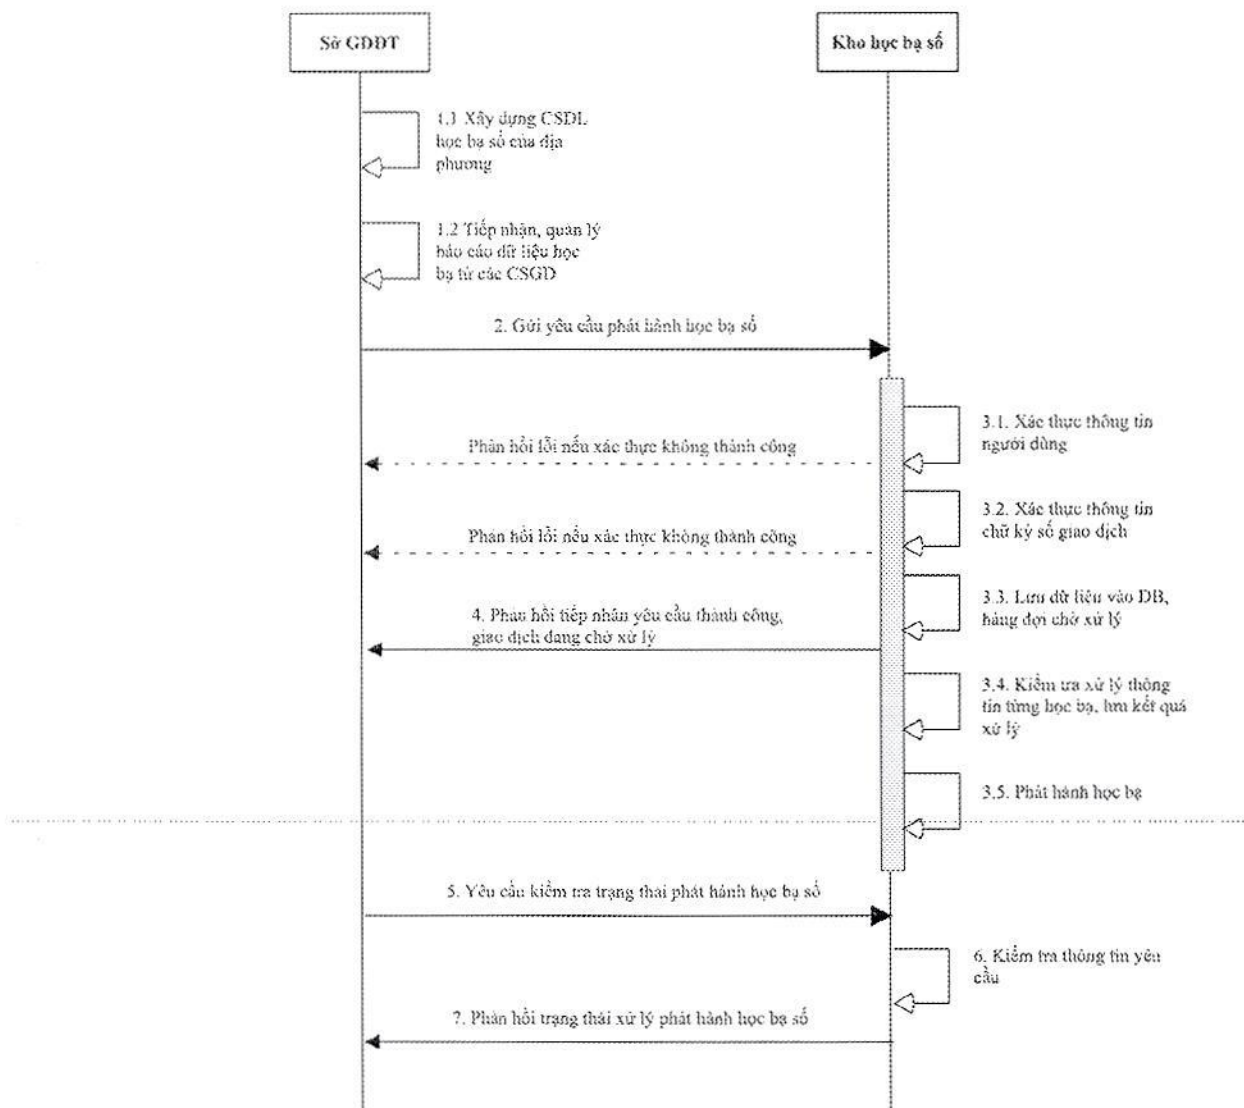 Sở GDĐT
Kho học bạ số
1.1 Xây dựng CSDL
học bạ số của địa
phương
1.2 Tiếp nhận, quản lý
báo cáo dữ liệu học
bạ từ các CSGD
2. Gửi yêu cầu phát hành học bạ số
3.1. Xác thực thông tin
người dùng
Phản hồi lỗi nếu xác thực không thành công
3.2. Xác thực thông tin
chữ ký số giao dịch
Phản hồi lỗi nếu xác thực không thành công
3.3. Lưu dữ liệu vào DB,
hàng đợi chờ xử lý
4. Phản hồi tiếp nhận yêu cầu thành công,
giao dịch đang chờ xử lý
3.4. Kiểm tra xử lý thông
tin từng học bạ, lưu kết quả
xử lý
3.5. Phát hành học bạ
5. Yêu cầu kiểm tra trạng thái phát hành học bạ số
6. Kiểm tra thông tin yêu
cầu
7. Phản hồi trạng thái xử lý phát hành học bạ số